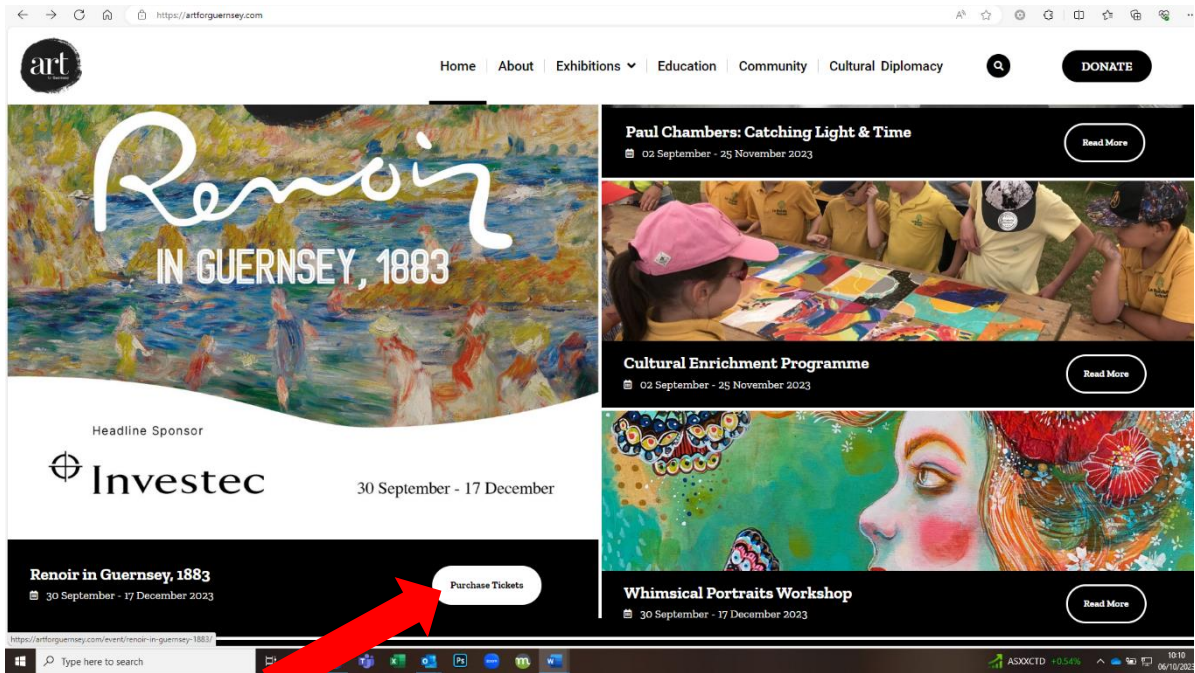 https://artforguernsey.com
art
Home
About
Exhibitions
Education
Community
Cultural Diplomacy
DONATE
Renoir
IN GUERNSEY, 1883
Headline Sponsor
Investec
30 September - 17 December
Renoir in Guernsey, 1883
30 September - 17 December 2023
Purchase Tickets
Paul Chambers: Catching Light & Time
02 September - 25 November 2023
Read More
Cultural Enrichment Programme
02 September - 25 November 2023
Read More
Whimsical Portraits Workshop
30 September - 17 December 2023
Read More
https://artforguernsey.com/event/renoir-in-guernsey-1883/
Type here to search
ASXXCTD +0.54%
10:10
06/10/2023